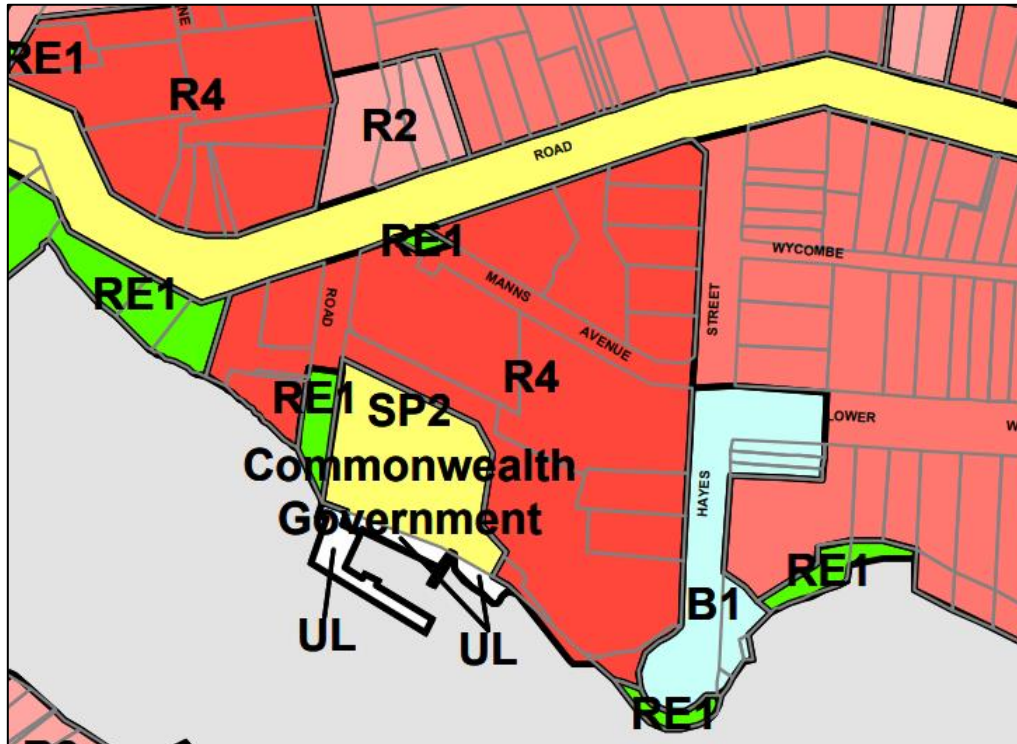 NE
RE1
R4
R2
ROAD
RE1
WYCOMBE
RE1
MANNS
ROAD
STREET
AVENUE
R4
RE1
SP2
LOWER
W
Commonwealth
HAYES
Government
RE1
B1
UL
UL
RE1